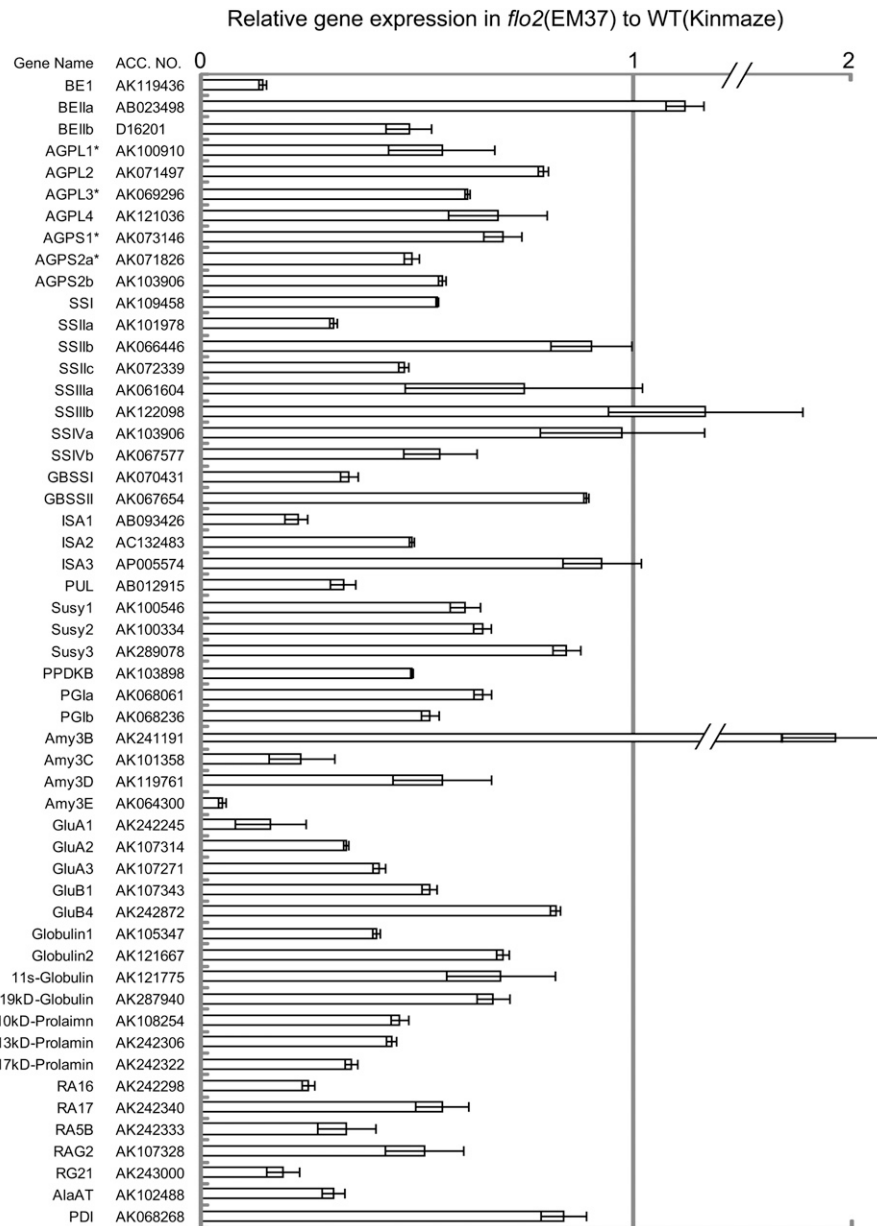 Relative gene expression in flo2(EM37) to WT(Kinmaze)
Gene Name ACC. NO. 0 1 2
BE1 AK119436
BEIIa AB023498
BEIIb D16201
AGPL1* AK100910
AGPL2 AK071497
AGPL3* AK069296
AGPL4 AK121036
AGPS1* AK073146
AGPS2a* AK071826
AGPS2b AK103906
SSI AK109458
SSIIa AK101978
SSIIb AK066446
SSIIc AK072339
SSIIIa AK061604
SSIIIb AK122098
SSIVa AK103906
SSIVb AK067577
GBSSI AK070431
GBSSII AK067654
ISA1 AB093426
ISA2 AC132483
ISA3 AP005574
PUL AB012915
Susy1 AK100546
Susy2 AK100334
Susy3 AK289078
PPDKB AK103898
PGIa AK068061
PGIb AK068236
Amy3B AK241191
Amy3C AK101358
Amy3D AK119761
Amy3E AK064300
GluA1 AK242245
GluA2 AK107314
GluA3 AK107271
GluB1 AK107343
GluB4 AK242872
Globulin1 AK105347
Globulin2 AK121667
11s-Globulin AK121775
19kD-Globulin AK287940
10kD-Prolaimn AK108254
13kD-Prolamin AK242306
17kD-Prolamin AK242322
RA16 AK242298
RA17 AK242340
RA5B AK242333
RAG2 AK107328
RG21 AK243000
AlaAT AK102488
PDI AK068268